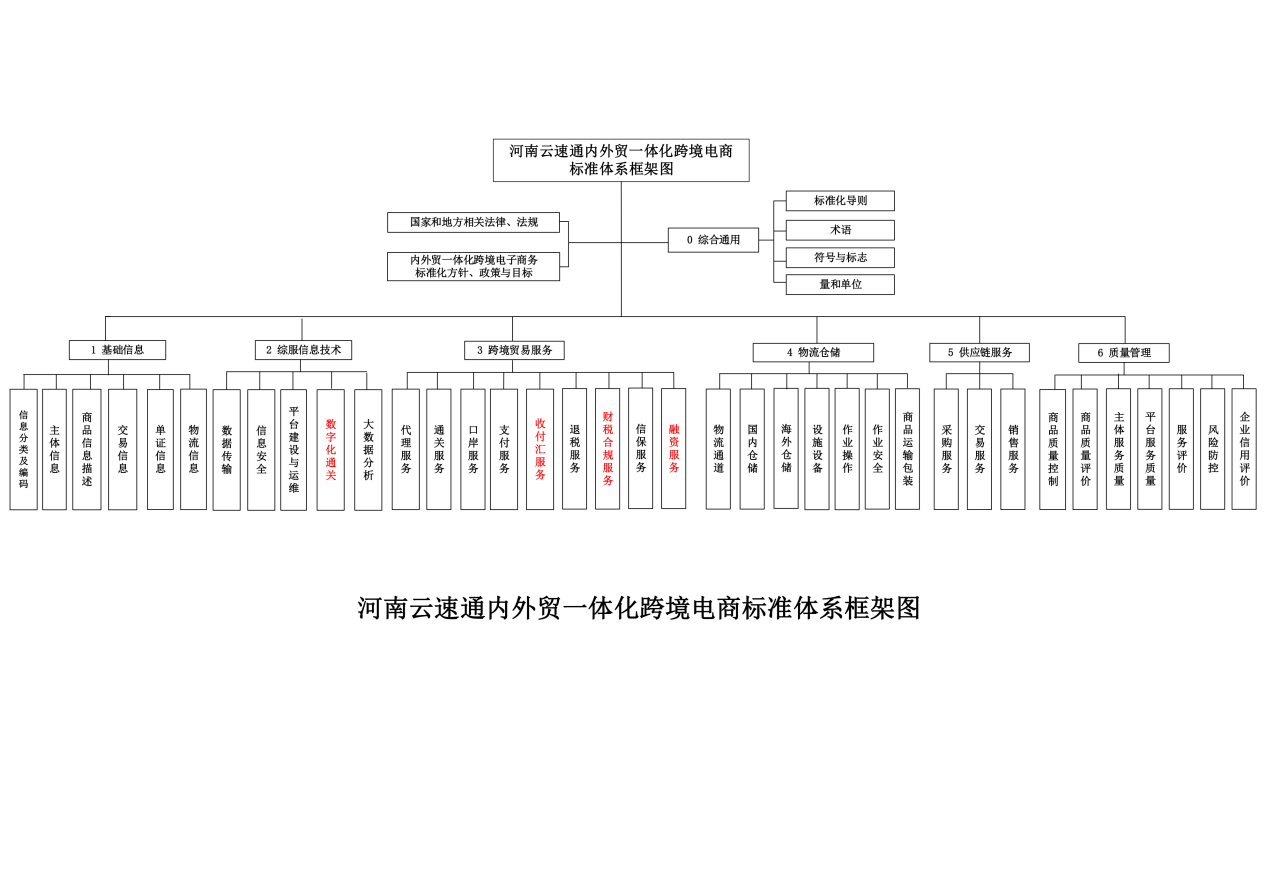 河南云速通内外贸一体化跨境电商
标准体系框架图
国家和地方相关法律、法规
内外贸一体化跨境电子商务
标准化方针、政策与目标
0 综合通用
标准化导则
术语
符号与标志
量和单位
1 基础信息
2 综服信息技术
3 跨境贸易服务
4 物流仓储
5 供应链服务
6 质量管理
信息分类及编码
主体信息
商品信息描述
交易信息
单证信息
物流信息
数据传输
信息安全
平台建设与运维
数字化通关
大数据分析
代理服务
通关服务
口岸服务
支付服务
收付汇服务
退税服务
财税合规服务
信保服务
融资服务
物流通道
国内仓储
海外仓储
设施设备
作业操作
作业安全
商品运输包装
采购服务
交易服务
销售服务
商品质量控制
商品质量评价
主体服务质量
平台服务质量
服务评价
风险防控
企业信用评价
河南云速通内外贸一体化跨境电商标准体系框架图